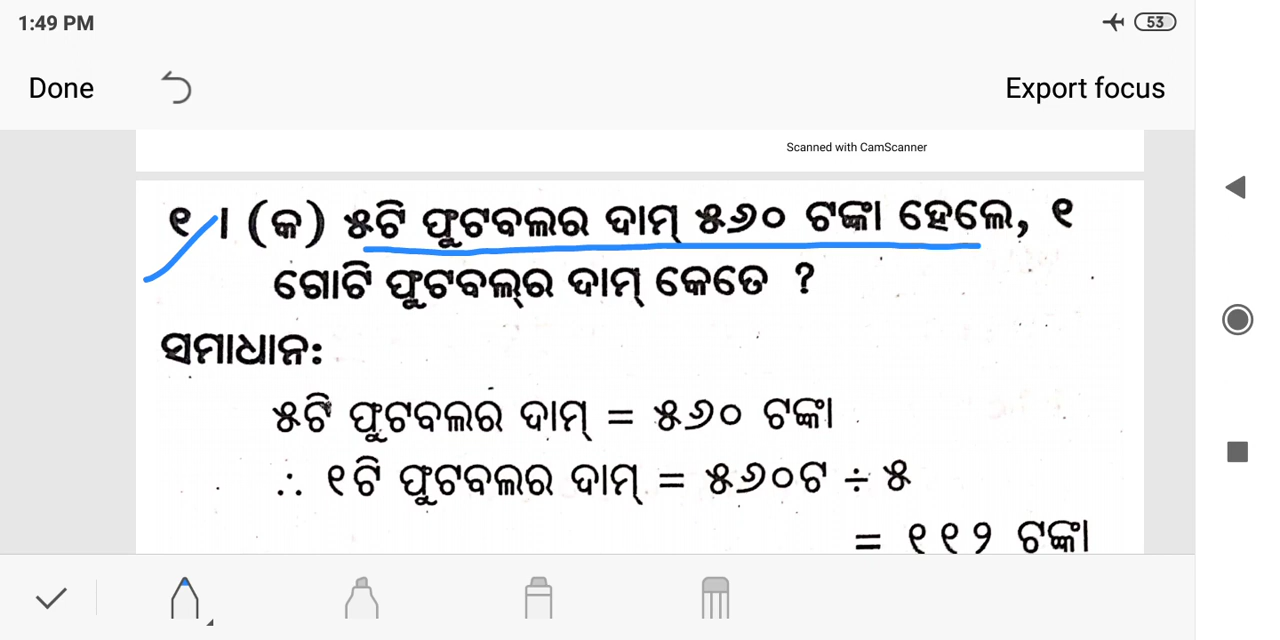 1:49 PM
53
Done
Export focus
Scanned with CamScanner
୧। (କ) ୫ଟି ଫୁଟବଲର ଦାମ୍ ୫୬୦ ଟଙ୍କା ହେଲେ, ୧
ଗୋଟି ଫୁଟବଲ୍‌ର ଦାମ୍ କେତେ ?
ସମାଧାନ:
୫ଟି ଫୁଟବଲର ଦାମ୍ = ୫୬୦ ଟଙ୍କା
∴ ୧ଟି ଫୁଟବଲର ଦାମ୍ = ୫୬୦ଟ ÷ ୫
= ୧୧୨ ଟଙ୍କା